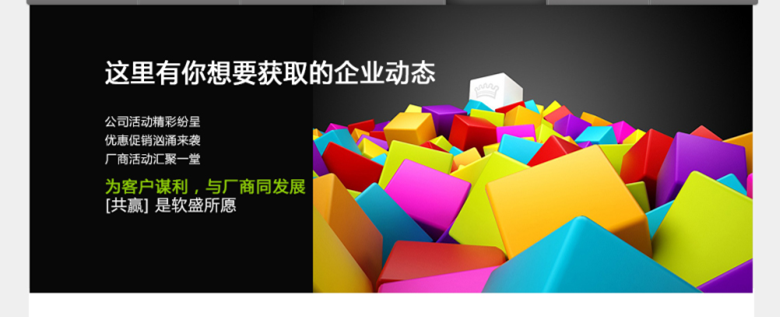 这里有你想要获取的企业动态
公司活动精彩纷呈
优惠促销汹涌来袭
厂商活动汇聚一堂
为客户谋利，与厂商同发展
[共赢] 是软盛所愿